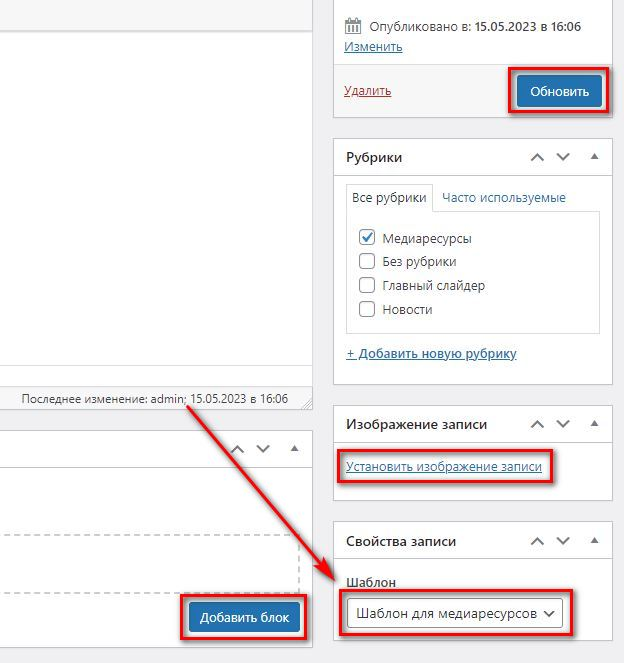 Опубликовано в: 15.05.2023 в 16:06
Изменить
Удалить
Обновить
Рубрики
Все рубрики
Часто используемые
Медиаресурсы
Без рубрики
Главный слайдер
Новости
+ Добавить новую рубрику
Последнее изменение: admin; 15.05.2023 в 16:06
Изображение записи
Установить изображение записи
Свойства записи
Шаблон
Шаблон для медиаресурсов
Добавить блок